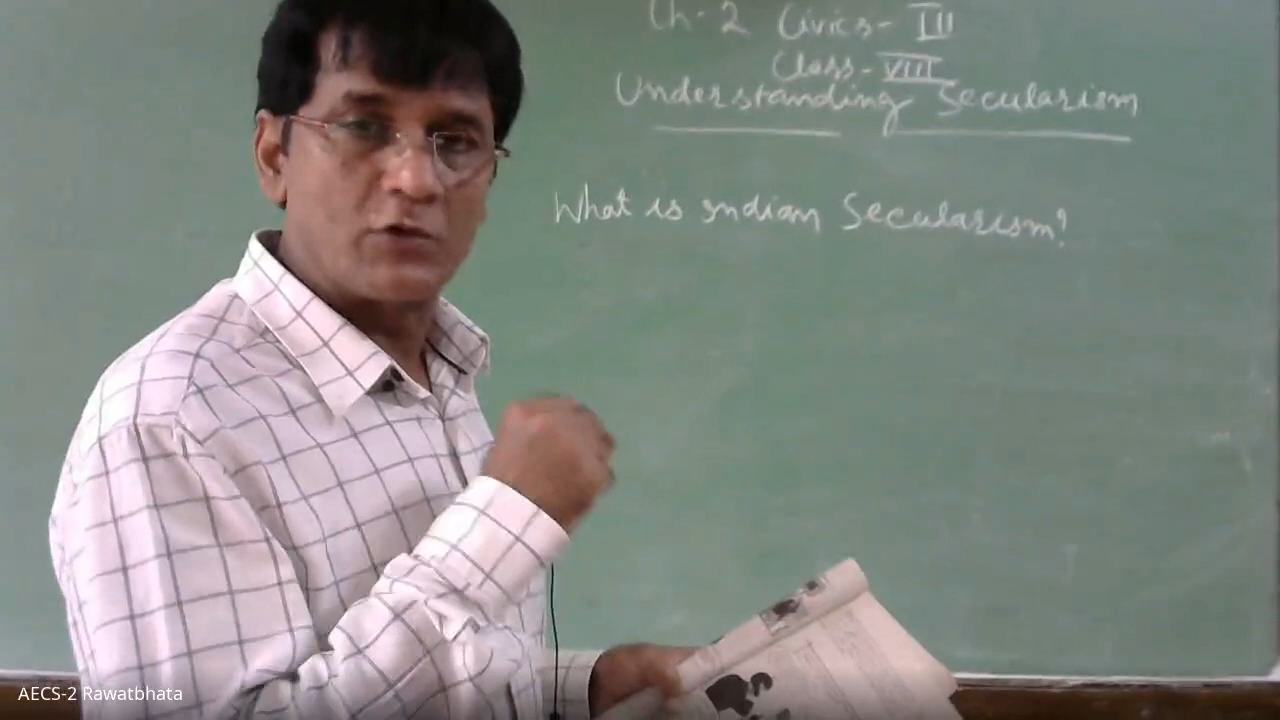 Ch-2 Civics-III
Class-VIII
Understanding Secularism
What is Indian Secularism?
AECS-2 Rawatbhata